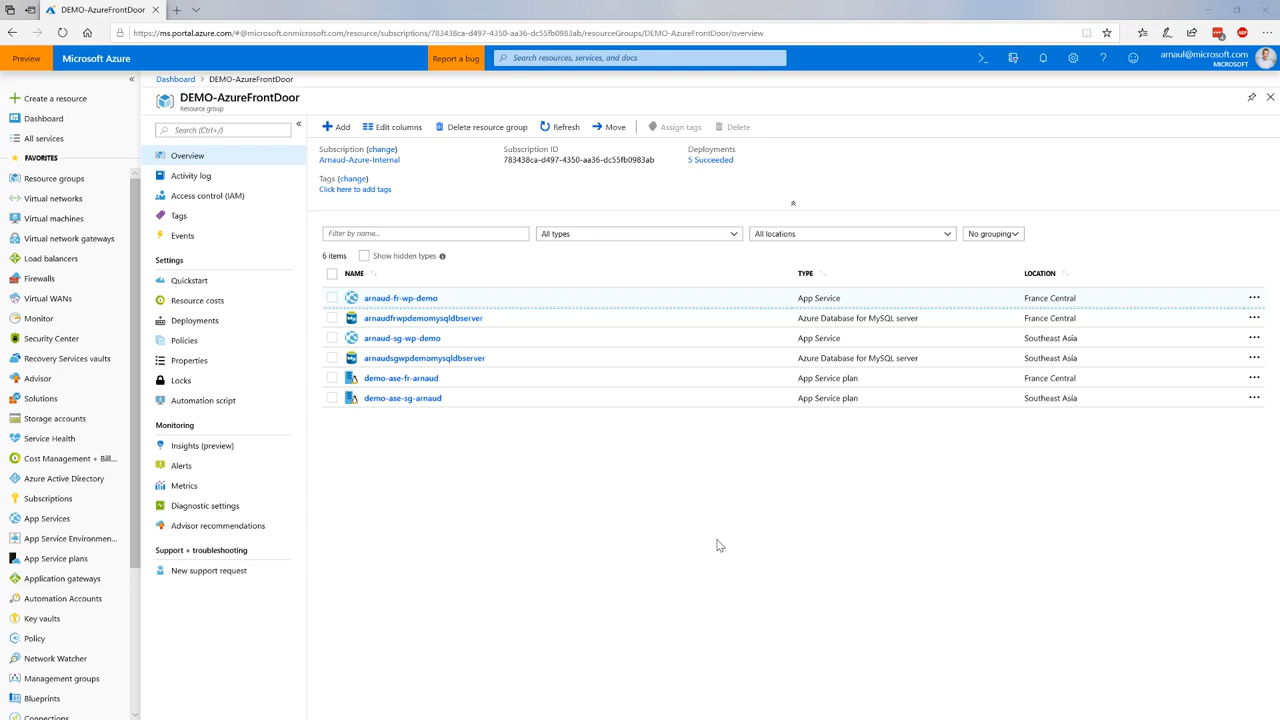 DEMO-AzureFrontDoor
https://ms.portal.azure.com/#@microsoft.onmicrosoft.com/resource/subscriptions/783438ca-d497-4350-aa36-dc55fb0983ab/resourceGroups/DEMO-AzureFrontDoor/overview
Preview
Microsoft Azure
Report a bug
Search resources, services, and docs
arnaul@microsoft.com
MICROSOFT
Dashboard > DEMO-AzureFrontDoor
Create a resource
Dashboard
All services
FAVORITES
Resource groups
Virtual networks
Virtual machines
Virtual network gateways
Load balancers
Firewalls
Virtual WANs
Monitor
Security Center
Recovery Services vaults
Advisor
Solutions
Storage accounts
Service Health
Cost Management + Bill...
Azure Active Directory
Subscriptions
App Services
App Service Environmen...
App Service plans
Application gateways
Automation Accounts
Key vaults
Policy
Network Watcher
Management groups
Blueprints
Connections
DEMO-AzureFrontDoor
Resource group
Search (Ctrl+/)
Overview
Activity log
Access control (IAM)
Tags
Events
Settings
Quickstart
Resource costs
Deployments
Policies
Properties
Locks
Automation script
Monitoring
Insights (preview)
Alerts
Metrics
Diagnostic settings
Advisor recommendations
Support + troubleshooting
New support request
Add Edit columns Delete resource group Refresh Move Assign tags Delete
Subscription (change) Subscription ID Deployments
Arnaud-Azure-Internal 783438ca-d497-4350-aa36-dc55fb0983ab 5 Succeeded
Tags (change)
Click here to add tags
Filter by name... All types All locations No grouping
6 items Show hidden types
NAME TYPE LOCATION
arnaud-fr-wp-demo App Service France Central
arnaudfrwpdemomysqldbserver Azure Database for MySQL server France Central
arnaud-sg-wp-demo App Service Southeast Asia
arnaudsgwpdemomysqldbserver Azure Database for MySQL server Southeast Asia
demo-ase-fr-arnaud App Service plan France Central
demo-ase-sg-arnaud App Service plan Southeast Asia